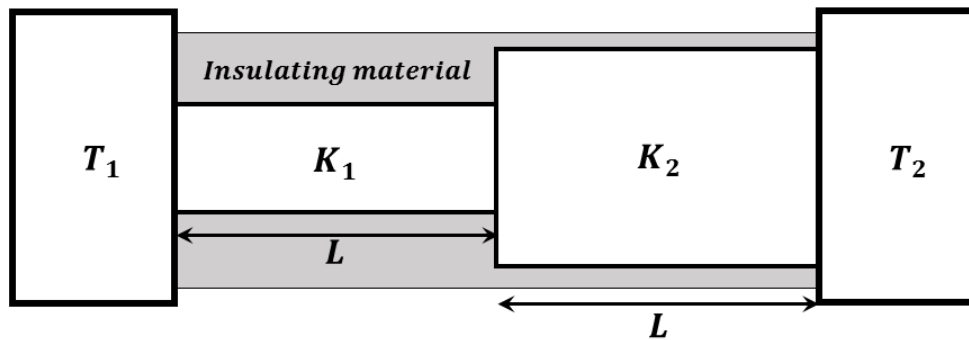 Insulating material
T₁
K₁
K₂
T₂
L
L